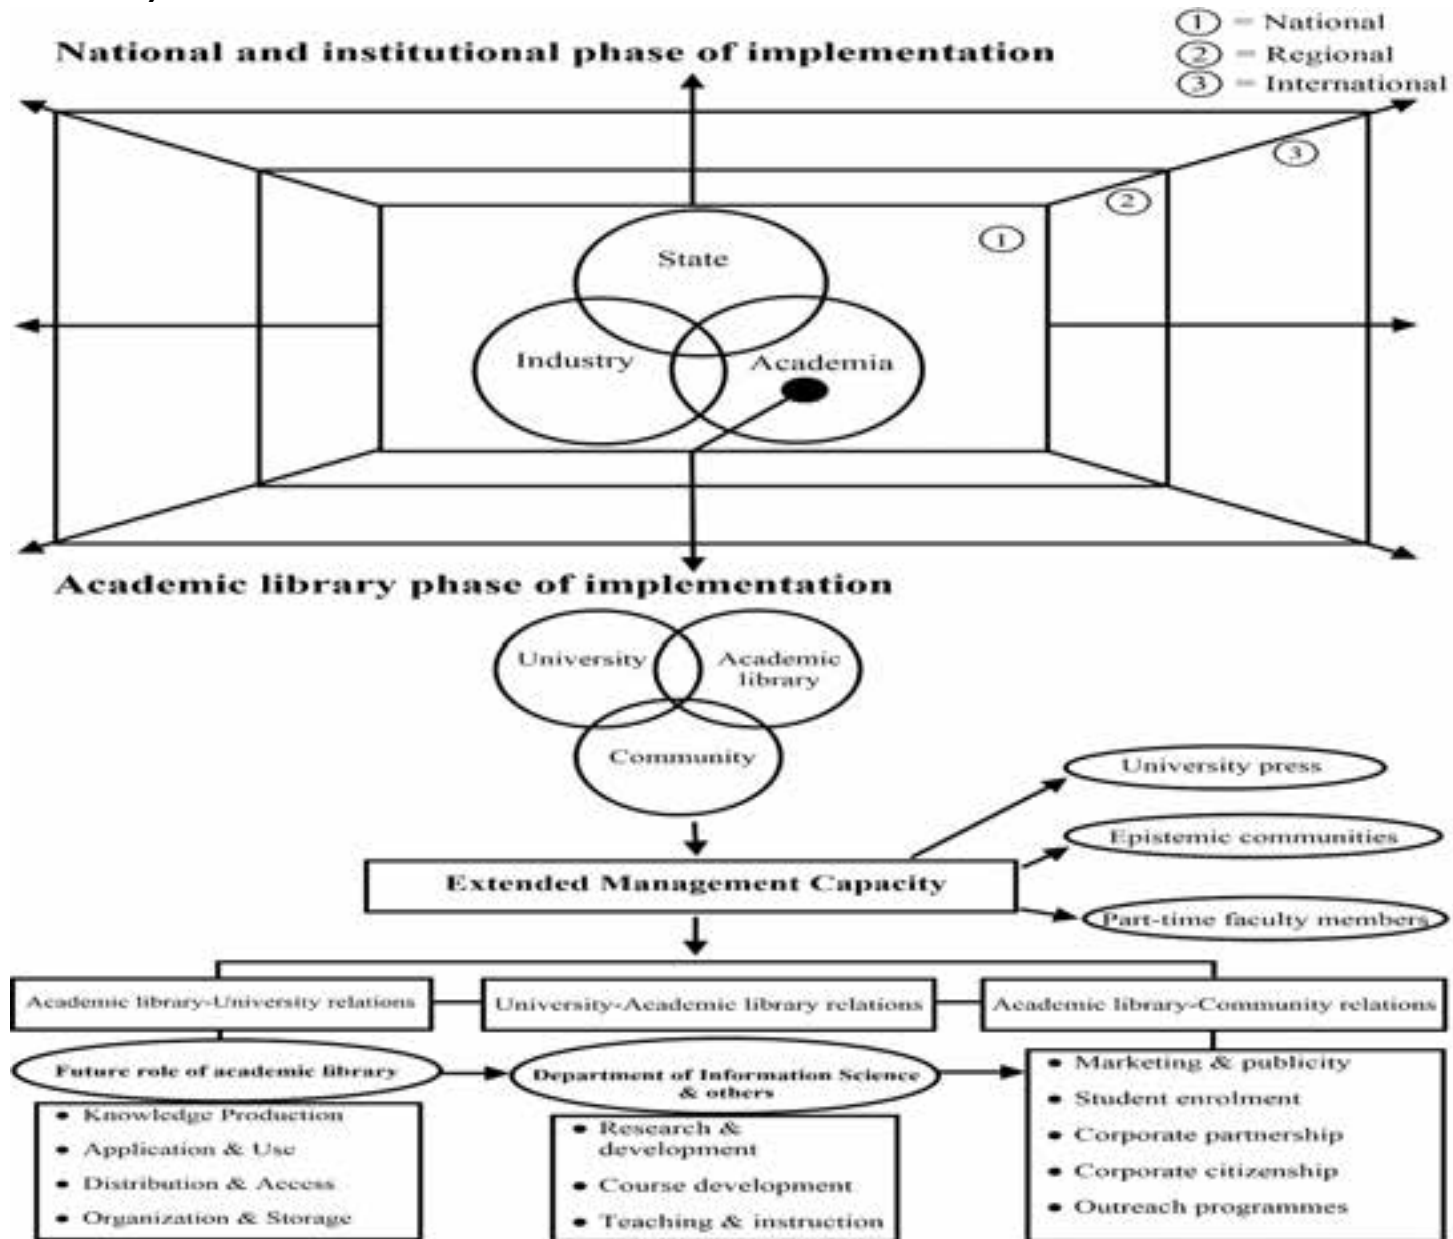 ① = National
National and institutional phase of implementation
② = Regional
③ = International
③
②
①
State
Industry
Academia
Academic library phase of implementation
University
Academic
library
Community
University press
Epistemic communities
Extended Management Capacity
Part-time faculty members
Academic library-University relations
University-Academic library relations
Academic library-Community relations
Future role of academic library
• Knowledge Production
• Application & Use
• Distribution & Access
• Organization & Storage
Department of Information Science
& others
• Research &
development
• Course development
• Teaching & instruction
• Marketing & publicity
• Student enrolment
• Corporate partnership
• Corporate citizenship
• Outreach programmes